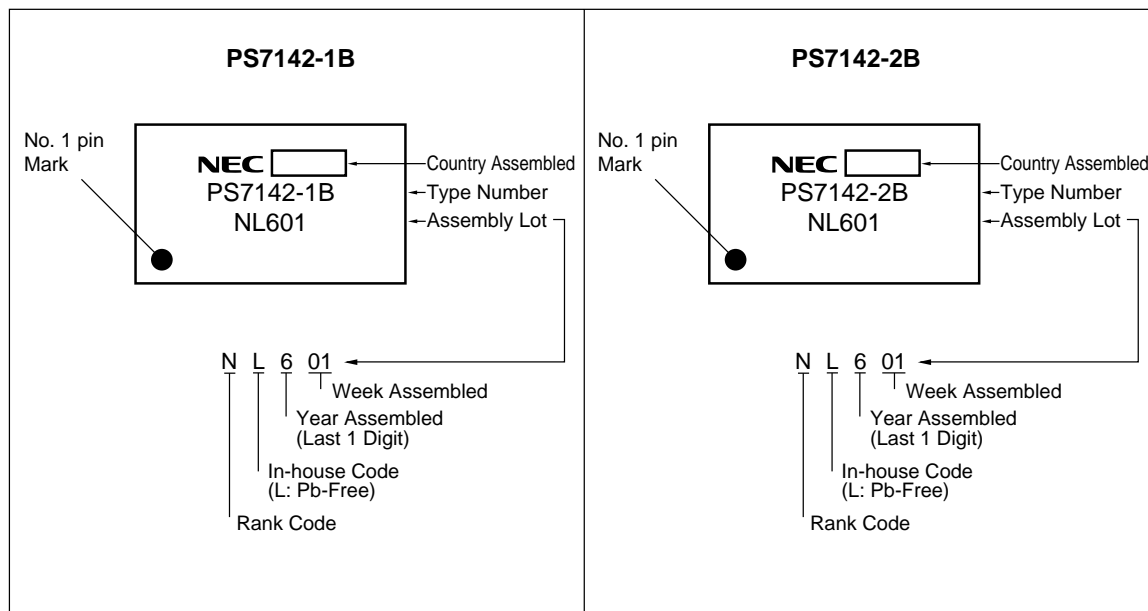 PS7142-1B
No. 1 pin
Mark
NEC
Country Assembled
PS7142-1B
Type Number
NL601
Assembly Lot
N L 6 01
Week Assembled
Year Assembled
(Last 1 Digit)
In-house Code
(L: Pb-Free)
Rank Code
PS7142-2B
No. 1 pin
Mark
NEC
Country Assembled
PS7142-2B
Type Number
NL601
Assembly Lot
N L 6 01
Week Assembled
Year Assembled
(Last 1 Digit)
In-house Code
(L: Pb-Free)
Rank Code